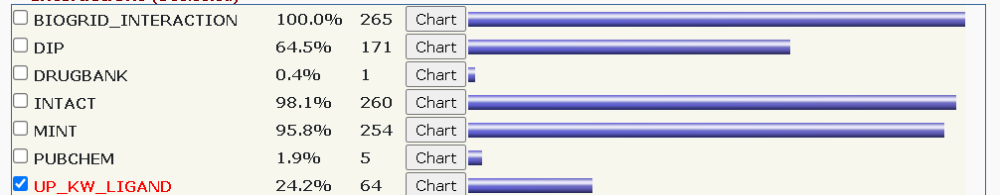 BIOGRID_INTERACTION 100.0% 265 Chart
DIP 64.5% 171 Chart
DRUGBANK 0.4% 1 Chart
INTACT 98.1% 260 Chart
MINT 95.8% 254 Chart
PUBCHEM 1.9% 5 Chart
UP_KW_LIGAND 24.2% 64 Chart